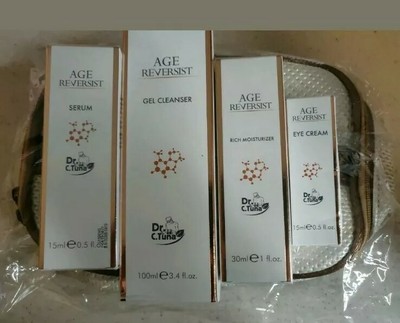 AGE
REVERSIST
SERUM
Dr.
C.Tuna
15ml ℮ 0.5 fl.oz.
AGE
REVERSIST
GEL CLEANSER
Dr.
C.Tuna
100ml ℮ 3.4 fl.oz.
AGE
REVERSIST
RICH MOISTURIZER
Dr.
C.Tuna
30ml ℮ 1 fl.oz.
AGE
REVERSIST
EYE CREAM
Dr.
C.Tuna
15ml ℮ 0.5 fl.oz.